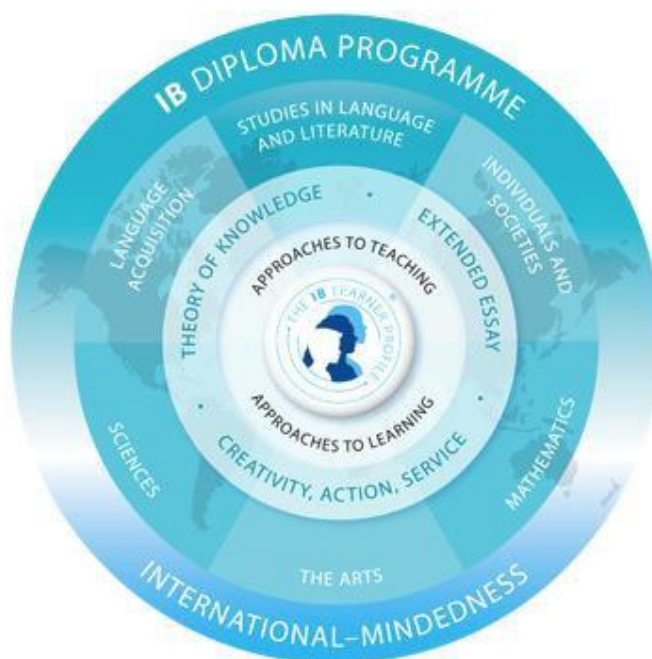 IB DIPLOMA PROGRAMME
STUDIES IN LANGUAGE
AND LITERATURE
LANGUAGE
ACQUISITION
INDIVIDUALS AND
SOCIETIES
THEORY OF KNOWLEDGE
EXTENDED ESSAY
APPROACHES TO TEACHING
THE IB LEARNER PROFILE
APPROACHES TO LEARNING
CREATIVITY, ACTION, SERVICE
SCIENCES
MATHEMATICS
THE ARTS
INTERNATIONAL–MINDEDNESS